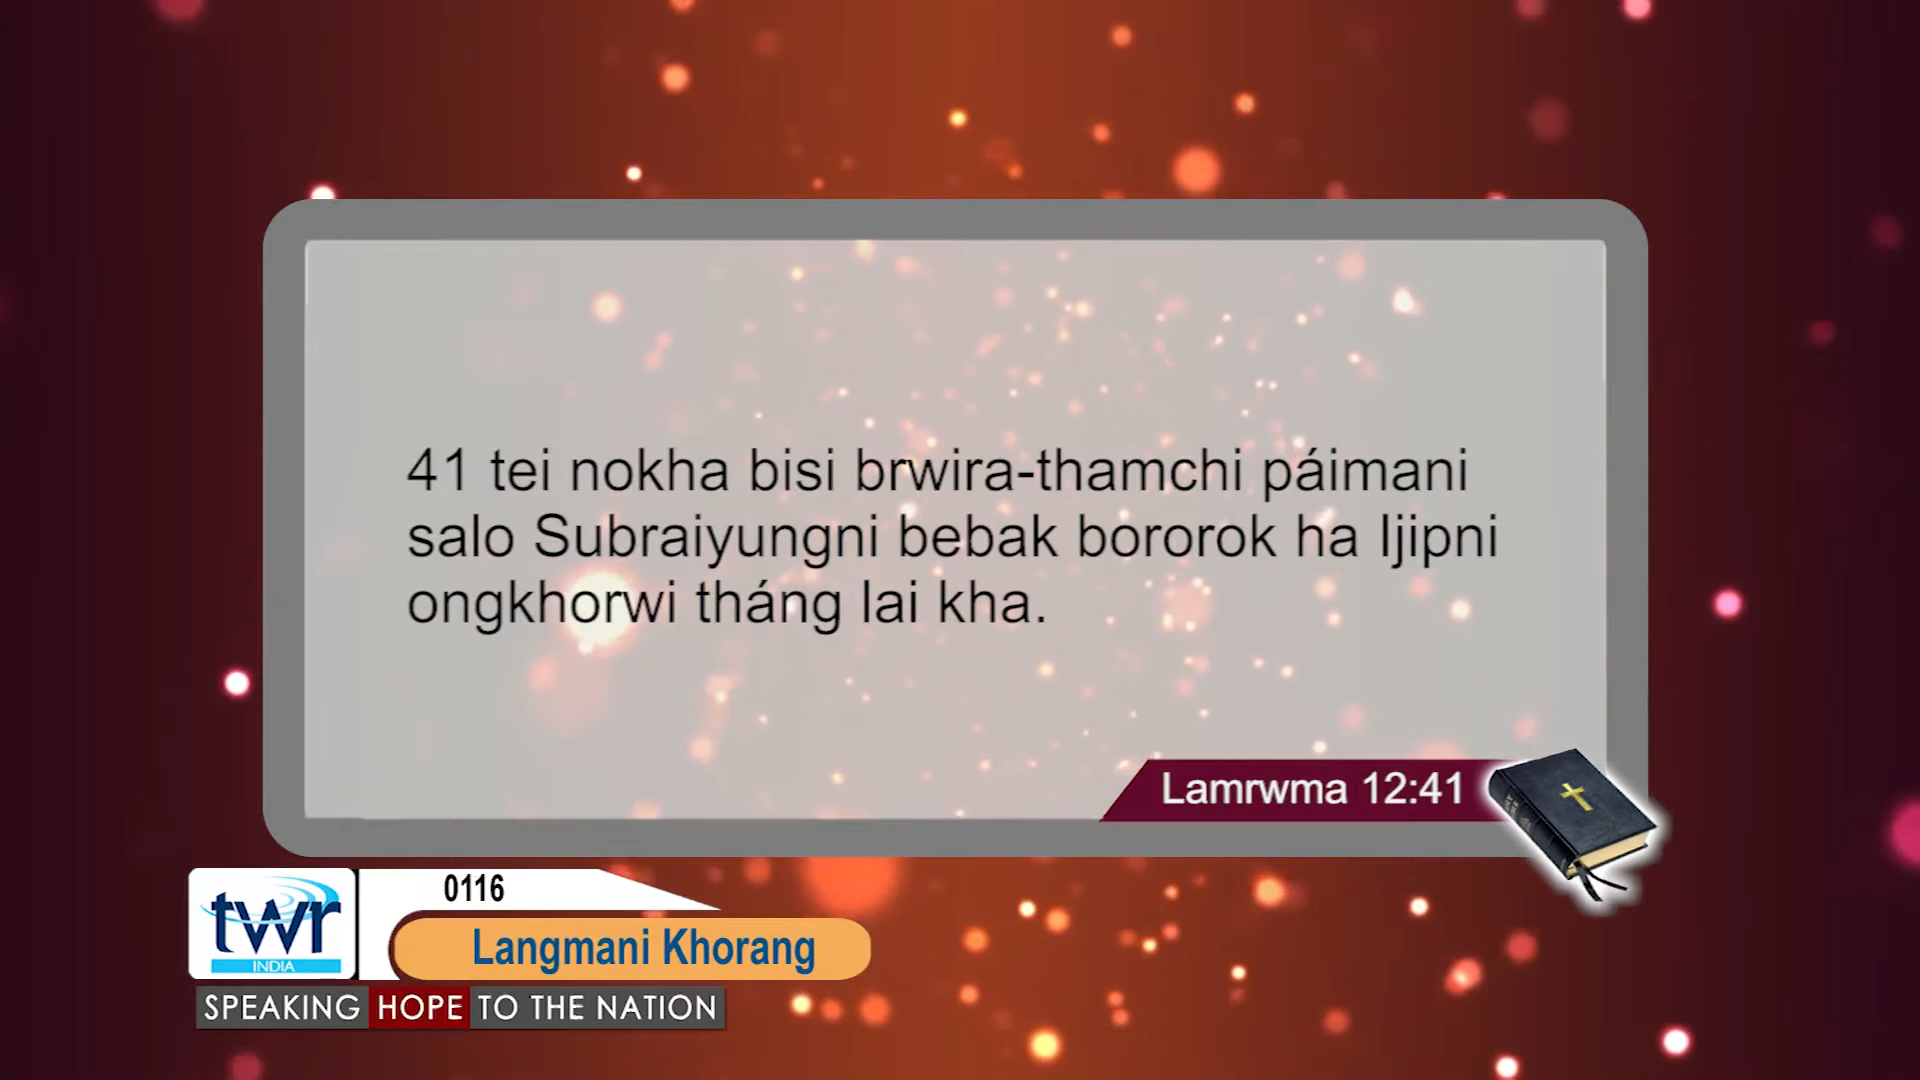 41 tei nokha bisi brwira-thamchi páimani
salo Subraiyungni bebak bororok ha Ijipni
ongkhorwi tháng lai kha.
Lamrwma 12:41
0116
twr
INDIA
Langmani Khorang
SPEAKING HOPE TO THE NATION